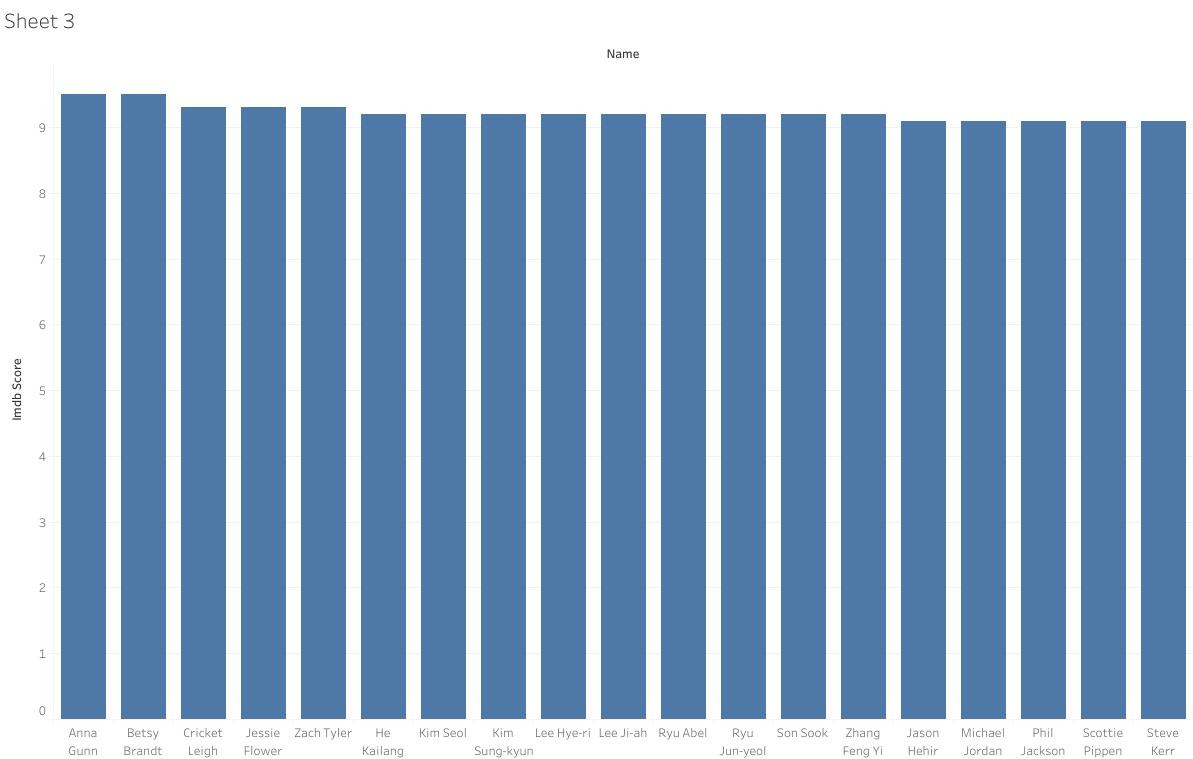 Sheet 3
Name
Imdb Score
9
8
7
6
5
4
3
2
1
0
Anna Gunn
Betsy Brandt
Cricket Leigh
Jessie Flower
Zach Tyler
He Kailang
Kim Seol
Kim Sung-kyun
Lee Hye-ri
Lee Ji-ah
Ryu Abel
Ryu Jun-yeol
Son Sook
Zhang Feng Yi
Jason Hehir
Michael Jordan
Phil Jackson
Scottie Pippen
Steve Kerr